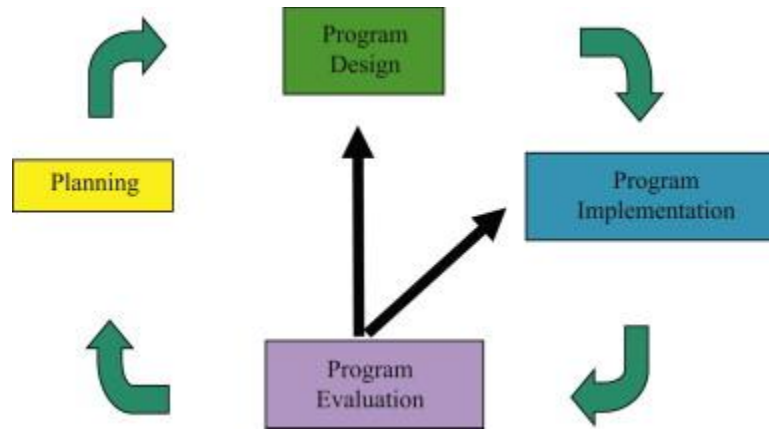 Program
Design
Planning
Program
Implementation
Program
Evaluation